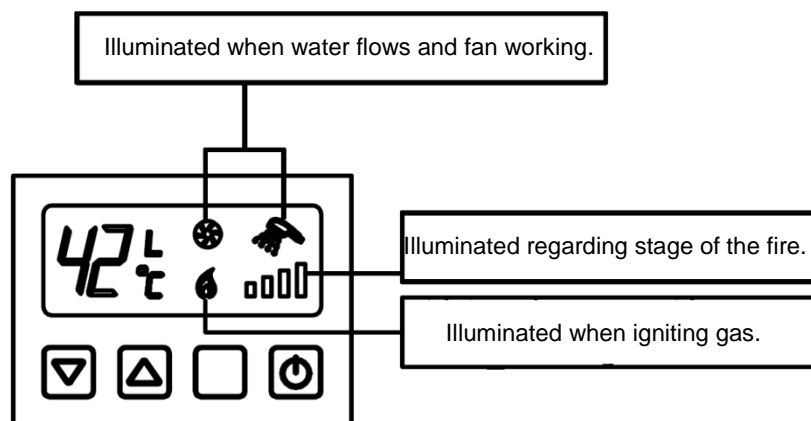 Illuminated when water flows and fan working.
42 L
°C
Illuminated regarding stage of the fire.
Illuminated when igniting gas.